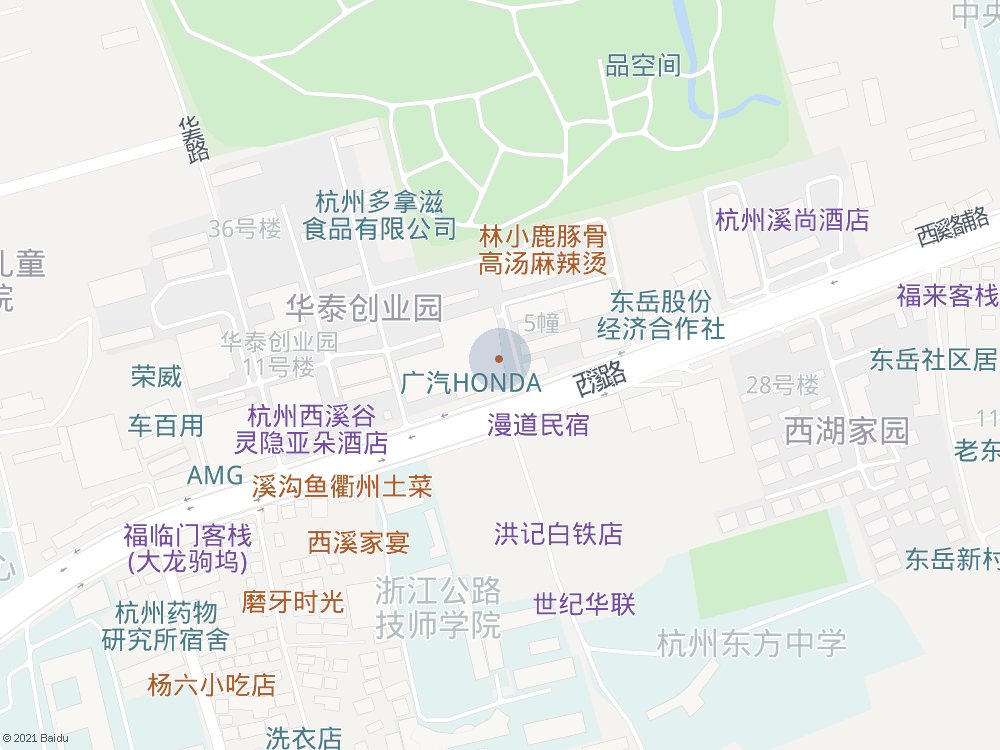 中央
品空间
华泰路
杭州多拿滋
食品有限公司
36号楼
林小鹿豚骨
高汤麻辣烫
杭州溪尚酒店
西溪路辅路
儿童
院
福来客栈
华泰创业园
5幢
东岳股份
经济合作社
华泰创业园
11号楼
荣威
广汽HONDA
西溪路
28号楼
东岳社区居
车百用
杭州西溪谷
灵隐亚朵酒店
漫道民宿
西湖家园
11
老东
AMG
溪沟鱼衢州土菜
福临门客栈
(大龙驹坞)
西溪家宴
洪记白铁店
东岳新村
心
杭州药物
研究所宿舍
磨牙时光
浙江公路
技师学院
世纪华联
杭州东方中学
杨六小吃店
洗衣店
© 2021 Baidu